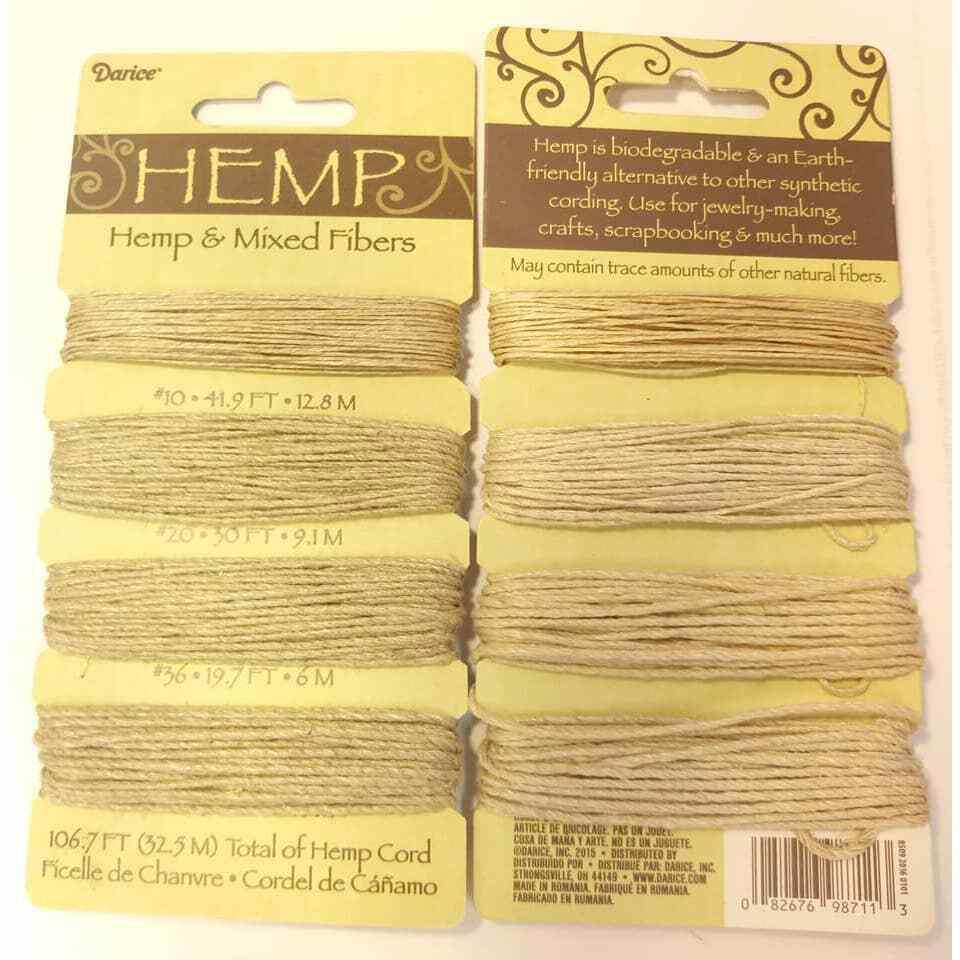 Darice
HEMP
Hemp & Mixed Fibers
#10 • 41.9 FT • 12.8 M
#20 • 30 FT • 9.1 M
#36 • 19.7 FT • 6 M
106.7 FT (32.5 M) Total of Hemp Cord
Ficelle de Chanvre • Cordel de Cáñamo
Hemp is biodegradable & an Earth-
friendly alternative to other synthetic
cording. Use for jewelry-making,
crafts, scrapbooking & much more!
May contain trace amounts of other natural fibers.
ARTICLE DE BRICOLAGE. PAS UN JOUET.
COSA DE MANA Y ARTE. NO ES UN JUGUETE.
©DARICE, INC. 2015 • DISTRIBUTED BY
DISTRIBUIDO POR • DISTRIBUÉ PAR: DARICE, INC.
STRONGSVILLE, OH 44149 • WWW.DARICE.COM
MADE IN ROMANIA. FABRIQUÉ EN ROMANIA.
FABRICADO EN RUMANIA.
0 82676 98711 3
8509 2016 0101